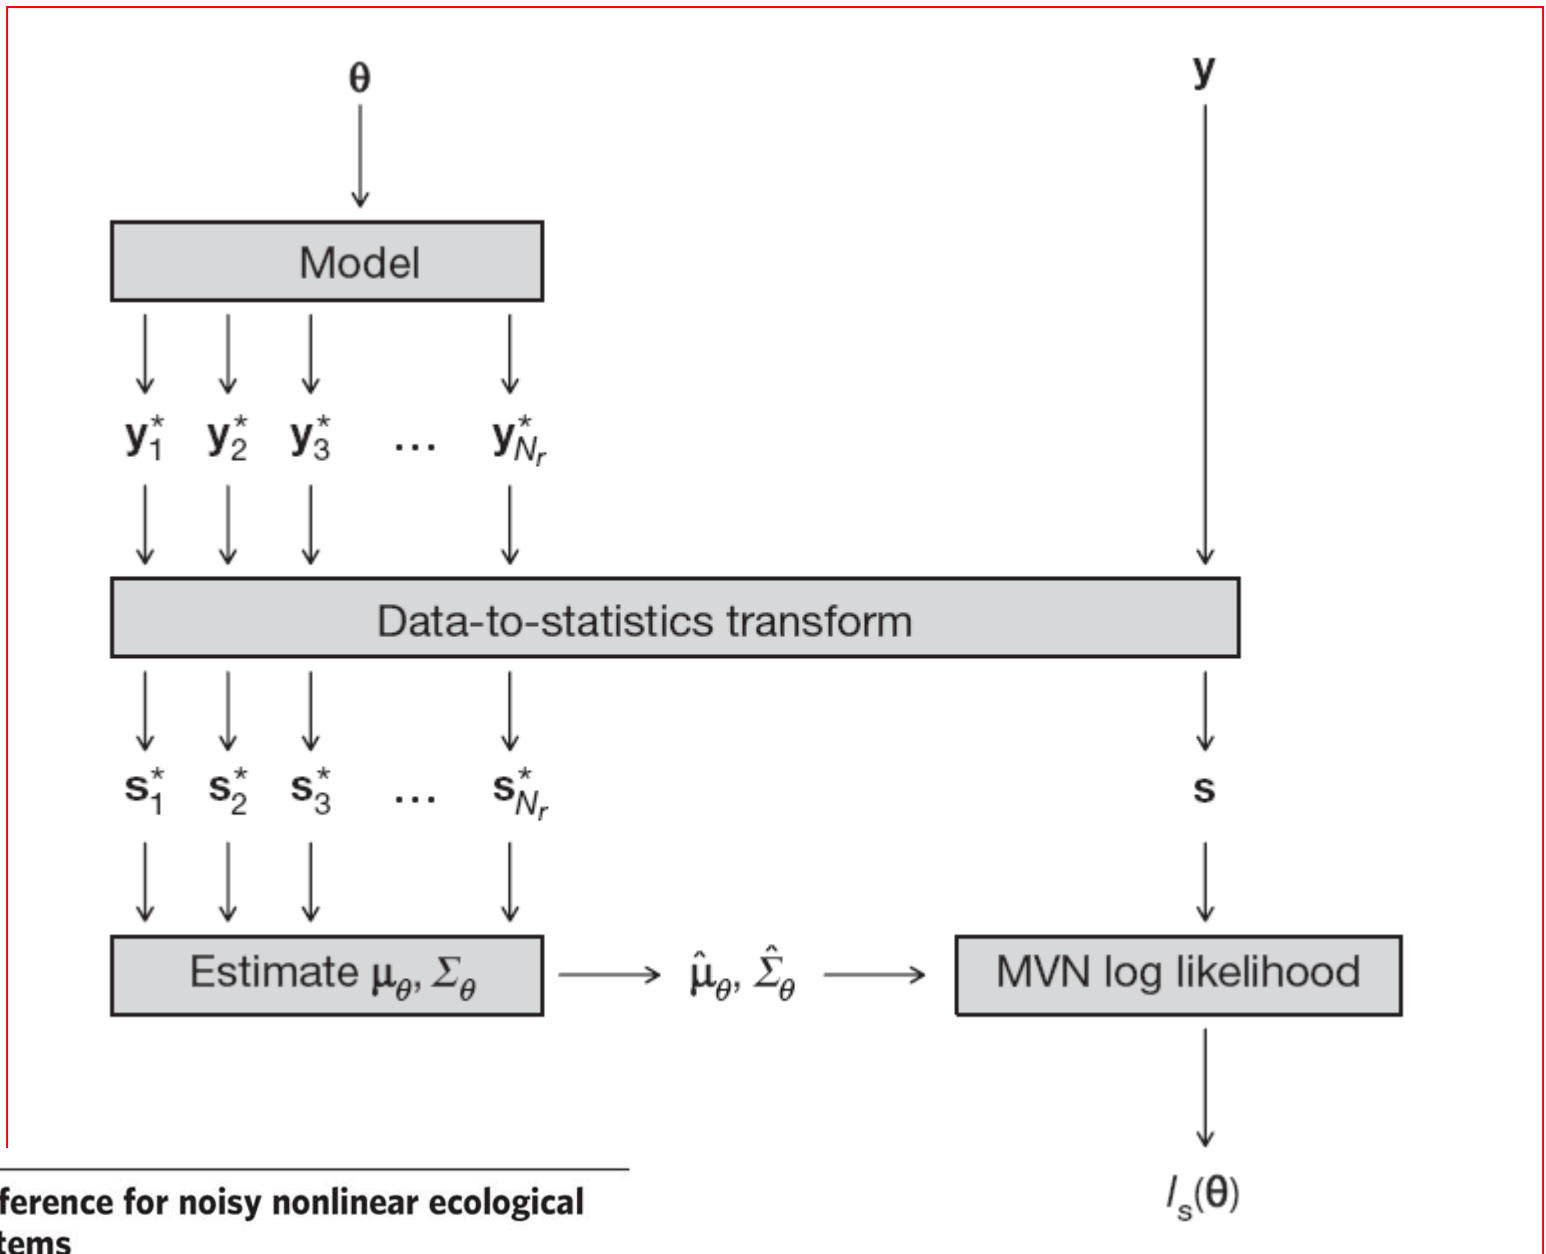 θ y
Model
y*1 y*2 y*3 ... y*Nr
Data-to-statistics transform
s*1 s*2 s*3 ... s*Nr s
Estimate μθ, Σθ μ̂θ, Σ̂θ MVN log likelihood
ls(θ)
ference for noisy nonlinear ecological
tems